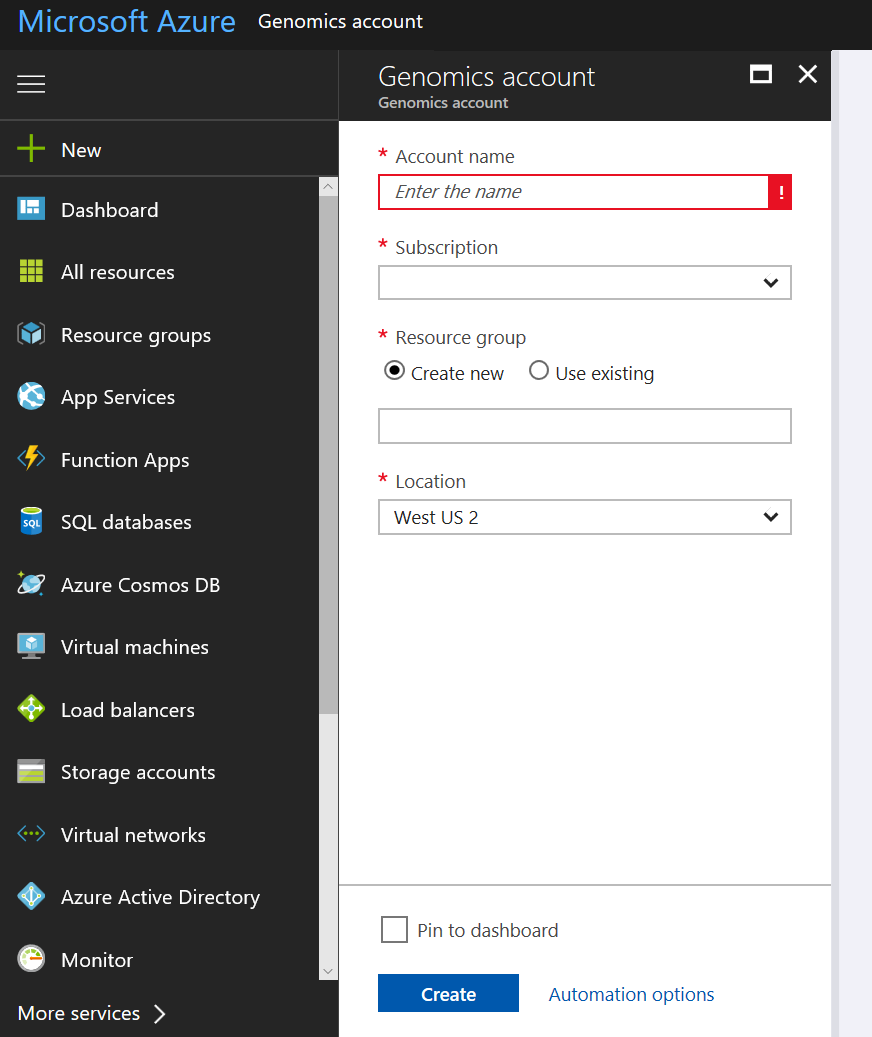 Microsoft Azure Genomics account
New
Dashboard
All resources
Resource groups
App Services
Function Apps
SQL
SQL databases
Azure Cosmos DB
Virtual machines
Load balancers
Storage accounts
Virtual networks
Azure Active Directory
Monitor
More services
Genomics account
Genomics account
* Account name
Enter the name !
* Subscription
* Resource group
Create new Use existing
* Location
West US 2
Pin to dashboard
Create Automation options